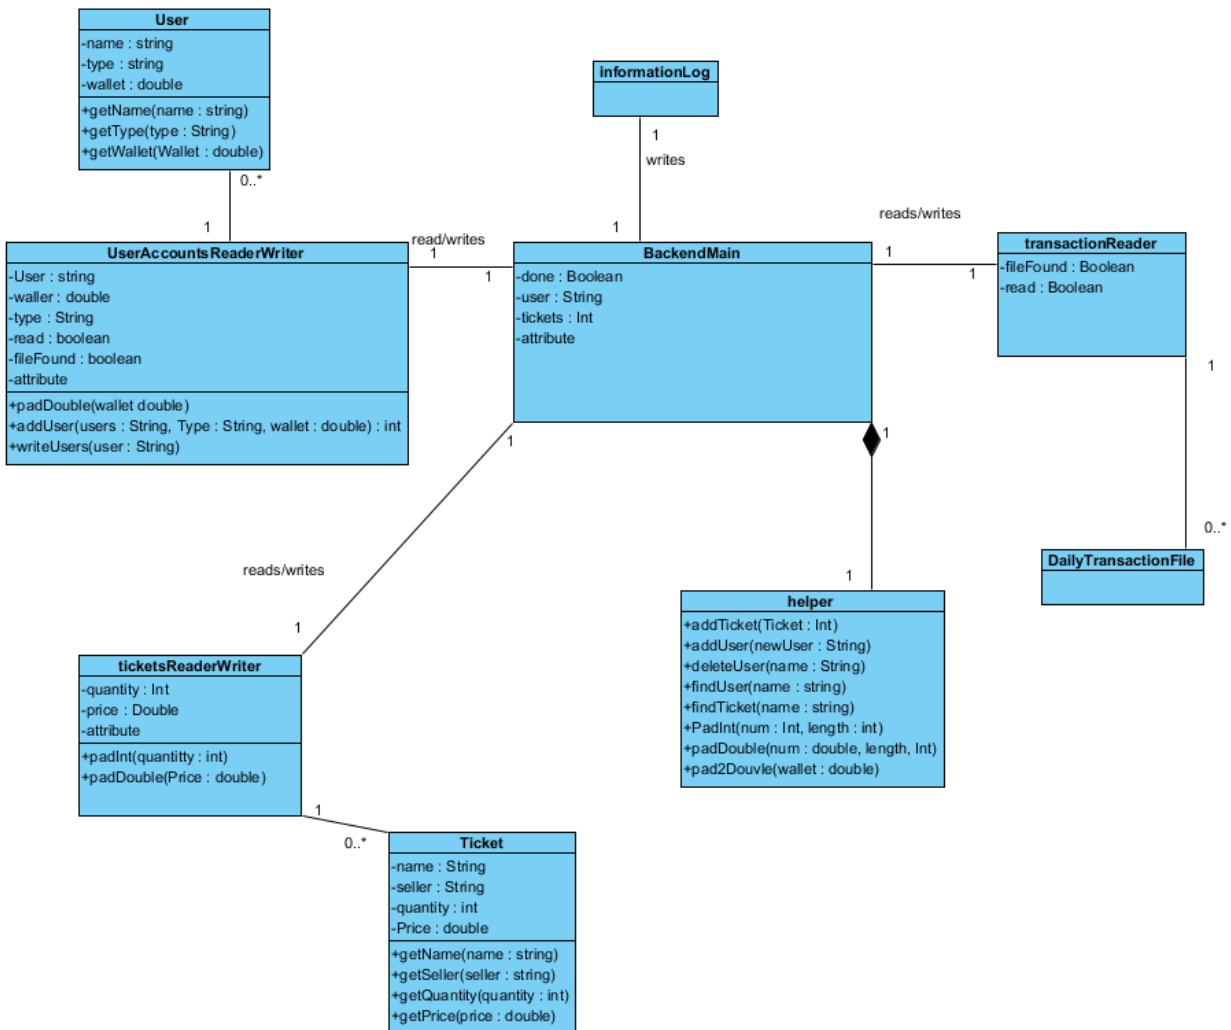 User
-name : string
-type : string
-wallet : double
+getName(name : string)
+getType(type : String)
+getWallet(Wallet : double)
0..*
1
informationLog
1
writes
1
UserAccountsReaderWriter
-User : string
-waller : double
-type : String
-read : boolean
-fileFound : boolean
-attribute
+padDouble(wallet double)
+addUser(users : String, Type : String, wallet : double) : int
+writeUsers(user : String)
read/writes
1
1
BackendMain
-done : Boolean
-user : String
-tickets : Int
-attribute
reads/writes
1
1
transactionReader
-fileFound : Boolean
-read : Boolean
1
0..*
DailyTransactionFile
1
1
helper
+addTicket(Ticket : Int)
+addUser(newUser : String)
+deleteUser(name : String)
+findUser(name : string)
+findTicket(name : string)
+PadInt(num : Int, length : int)
+padDouble(num : double, length, Int)
+pad2Douvle(wallet : double)
1
reads/writes
1
ticketsReaderWriter
-quantity : Int
-price : Double
-attribute
+padInt(quantitty : int)
+padDouble(Price : double)
1
0..*
Ticket
-name : String
-seller : String
-quantity : int
-Price : double
+getName(name : string)
+getSeller(seller : string)
+getQuantity(quantity : int)
+getPrice(price : double)